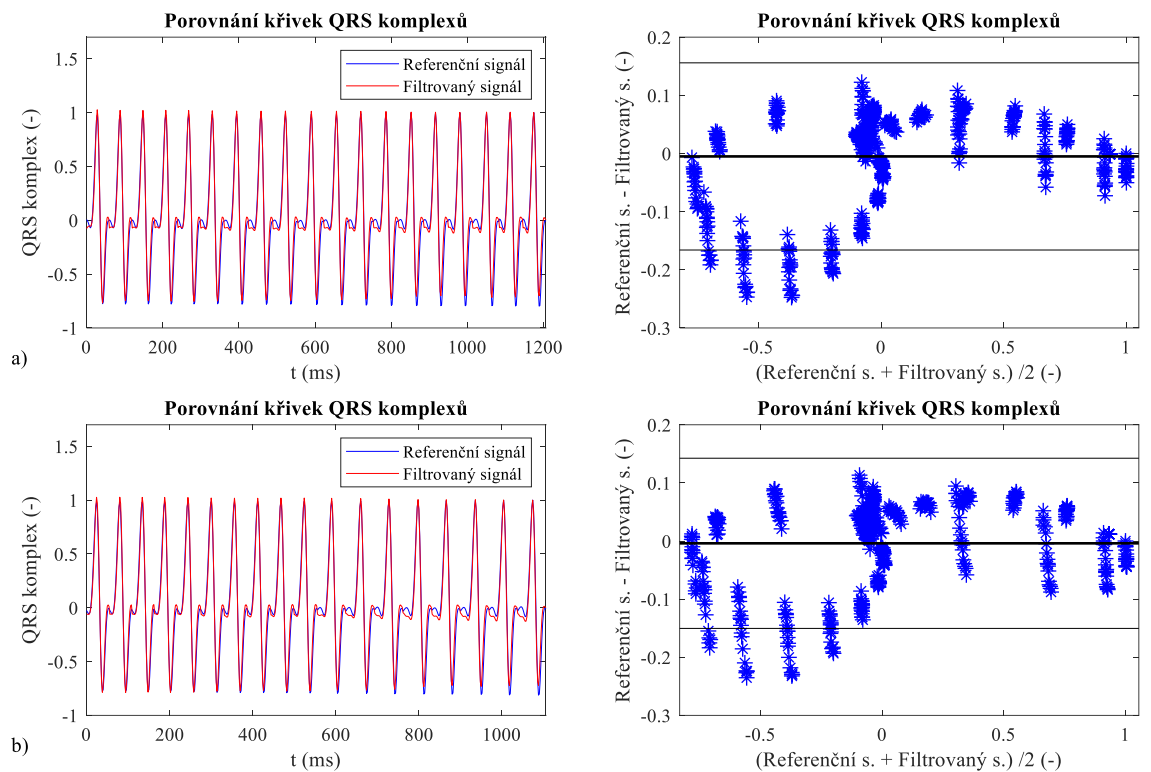 Porovnání křivek QRS komplexů
QRS komplex (-)
1.5
1
0.5
0
-0.5
-1
Referenční signál
Filtrovaný signál
0 200 400 600 800 1000 1200
t (ms)
a)
Porovnání křivek QRS komplexů
Referenční s. - Filtrovaný s. (-)
0.2
0.1
0
-0.1
-0.2
-0.3
-0.5 0 0.5 1
(Referenční s. + Filtrovaný s.) /2 (-)
Porovnání křivek QRS komplexů
QRS komplex (-)
1.5
1
0.5
0
-0.5
-1
Referenční signál
Filtrovaný signál
0 200 400 600 800 1000
t (ms)
b)
Porovnání křivek QRS komplexů
Referenční s. - Filtrovaný s. (-)
0.2
0.1
0
-0.1
-0.2
-0.3
-0.5 0 0.5 1
(Referenční s. + Filtrovaný s.) /2 (-)